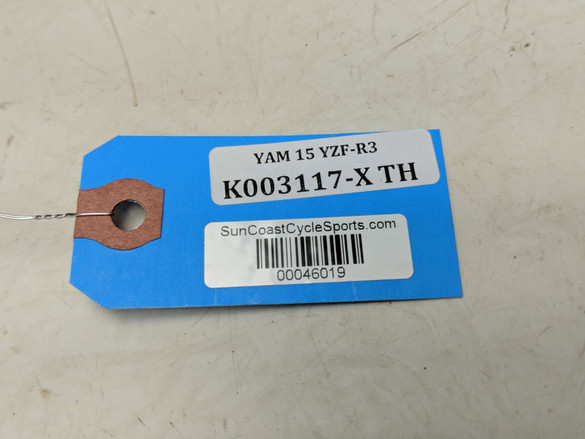 YAM 15 YZF-R3
K003117-X TH
SunCoastCycleSports.com
00046019